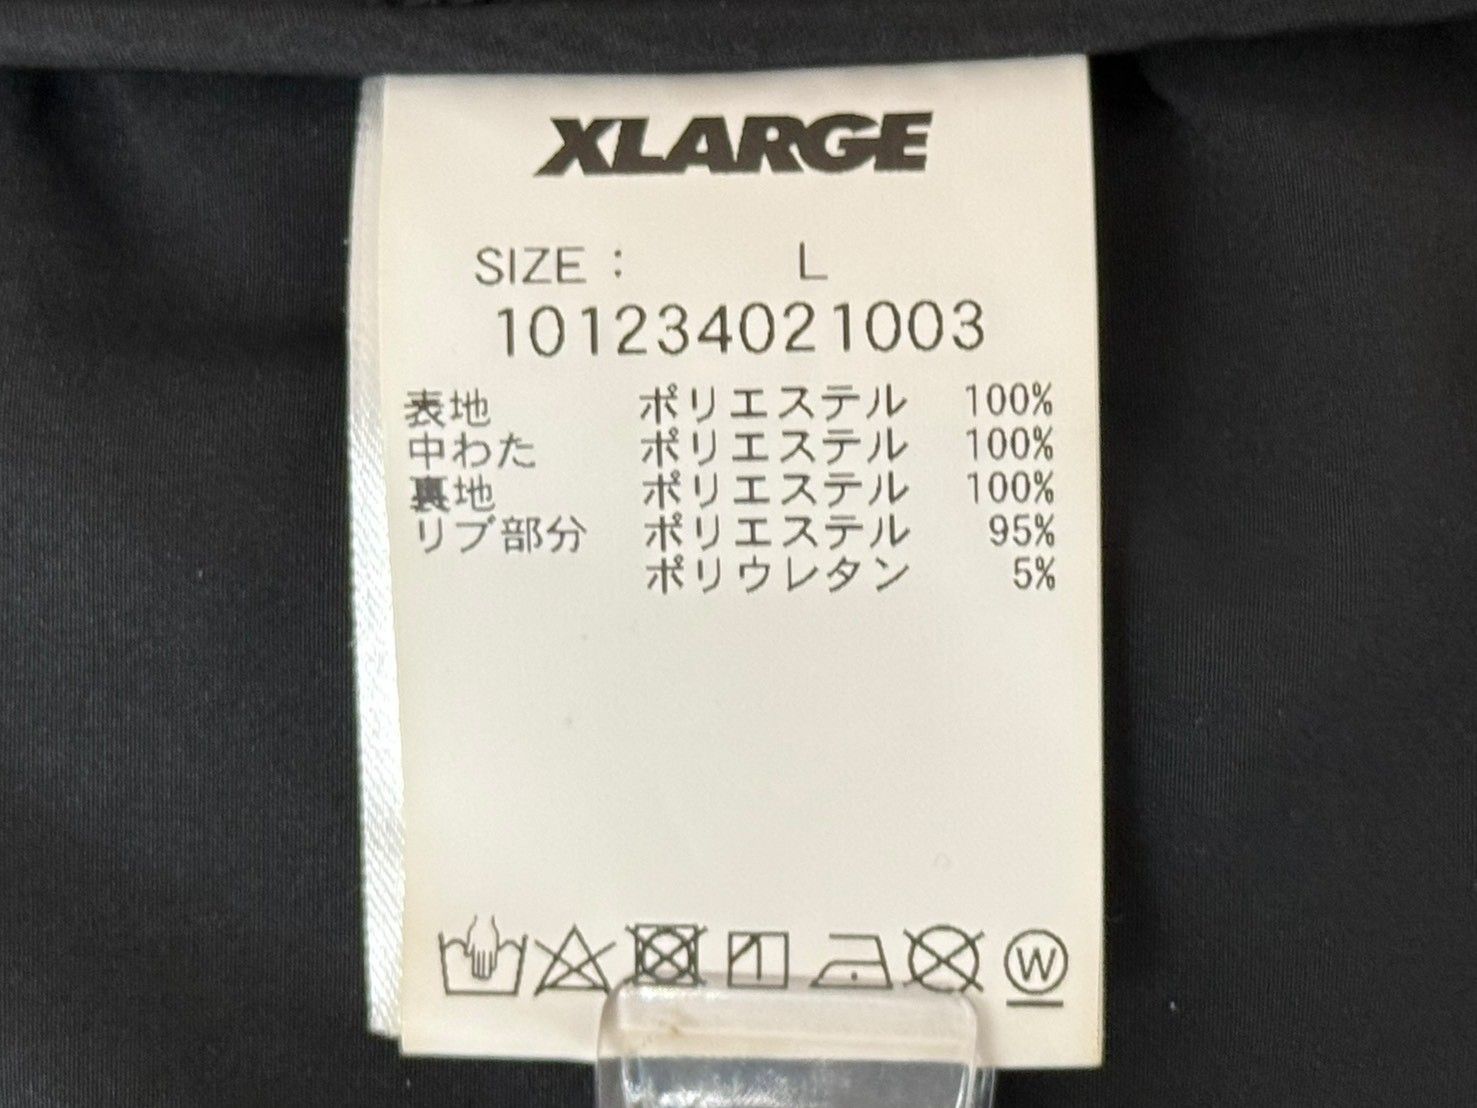 XLARGE
SIZE : L
101234021003
表地 ポリエステル 100%
中わた ポリエステル 100%
裏地 ポリエステル 100%
リブ部分 ポリエステル 95%
ポリウレタン 5%
W